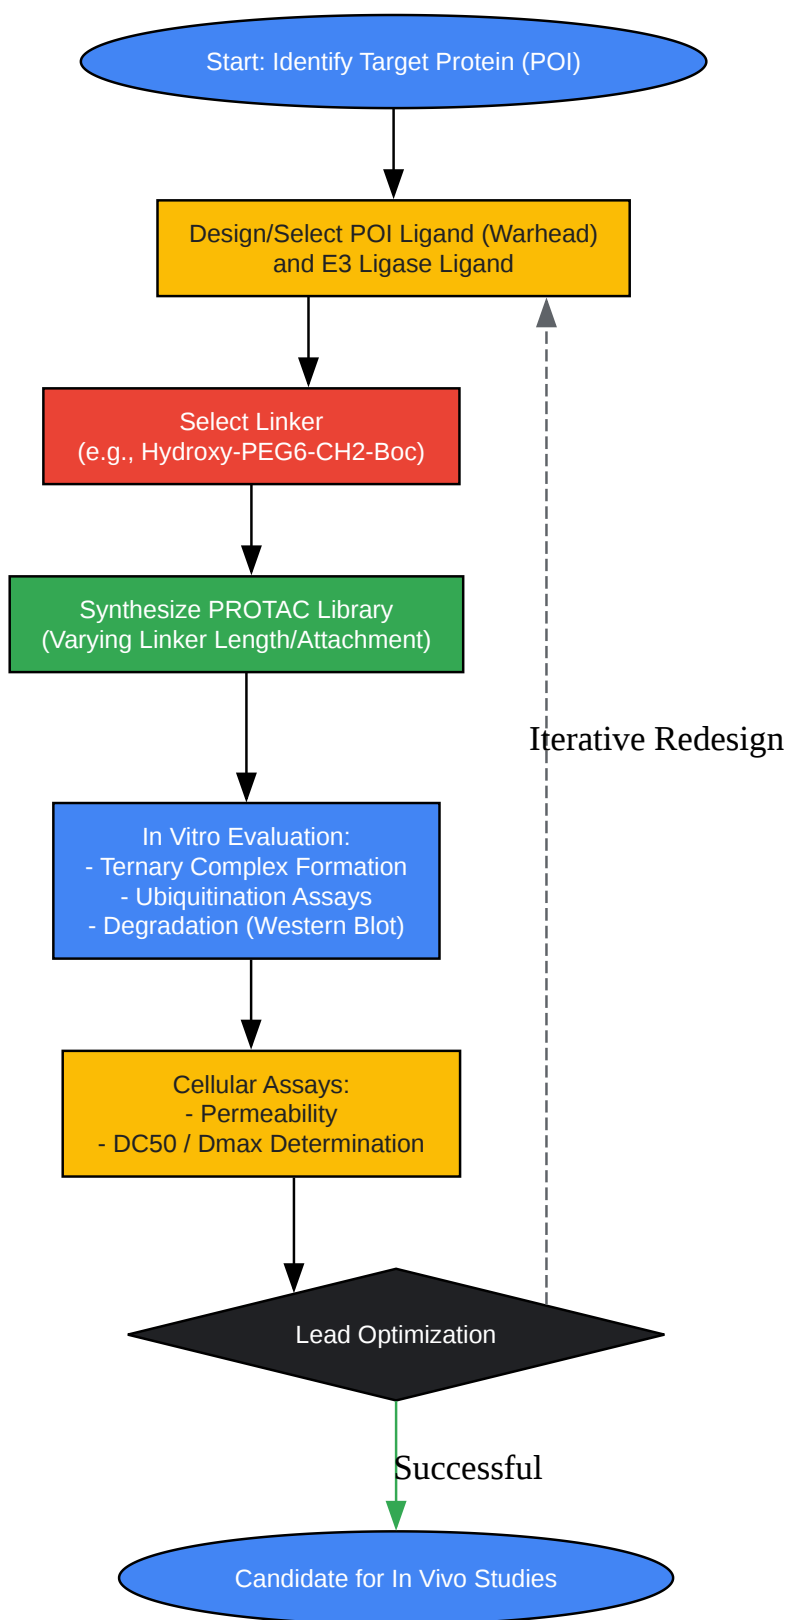 Start: Identify Target Protein (POI)
Design/Select POI Ligand (Warhead)
and E3 Ligase Ligand
Select Linker
(e.g., Hydroxy-PEG6-CH2-Boc)
Synthesize PROTAC Library
(Varying Linker Length/Attachment)
Iterative Redesign
In Vitro Evaluation:
- Ternary Complex Formation
- Ubiquitination Assays
- Degradation (Western Blot)
Cellular Assays:
- Permeability
- DC50 / Dmax Determination
Lead Optimization
Successful
Candidate for In Vivo Studies